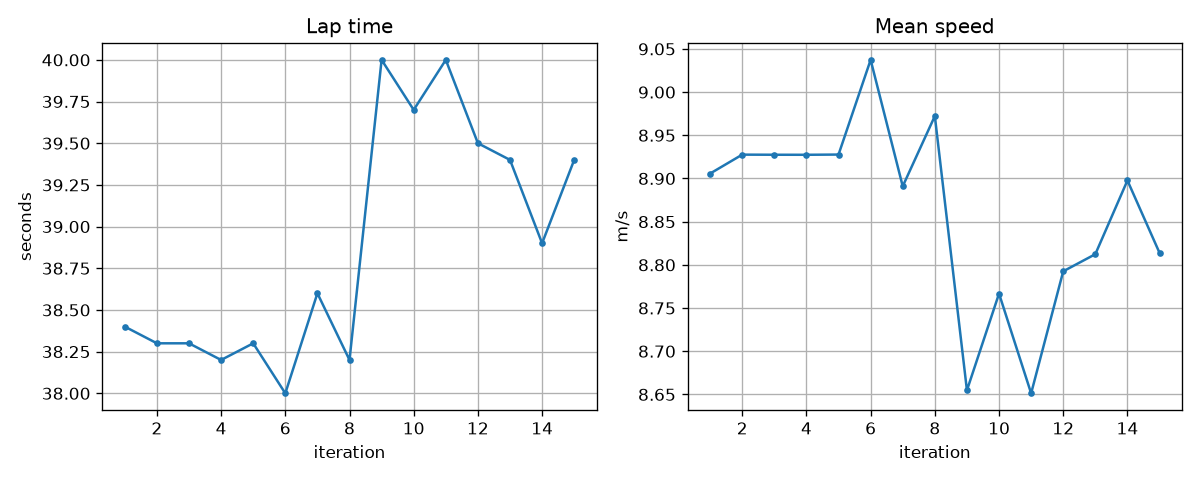 Lap time
40.00
39.75
39.50
39.25
39.00
38.75
38.50
38.25
38.00
seconds
2 4 6 8 10 12 14
iteration
Mean speed
9.05
9.00
8.95
8.90
8.85
8.80
8.75
8.70
8.65
m/s
2 4 6 8 10 12 14
iteration